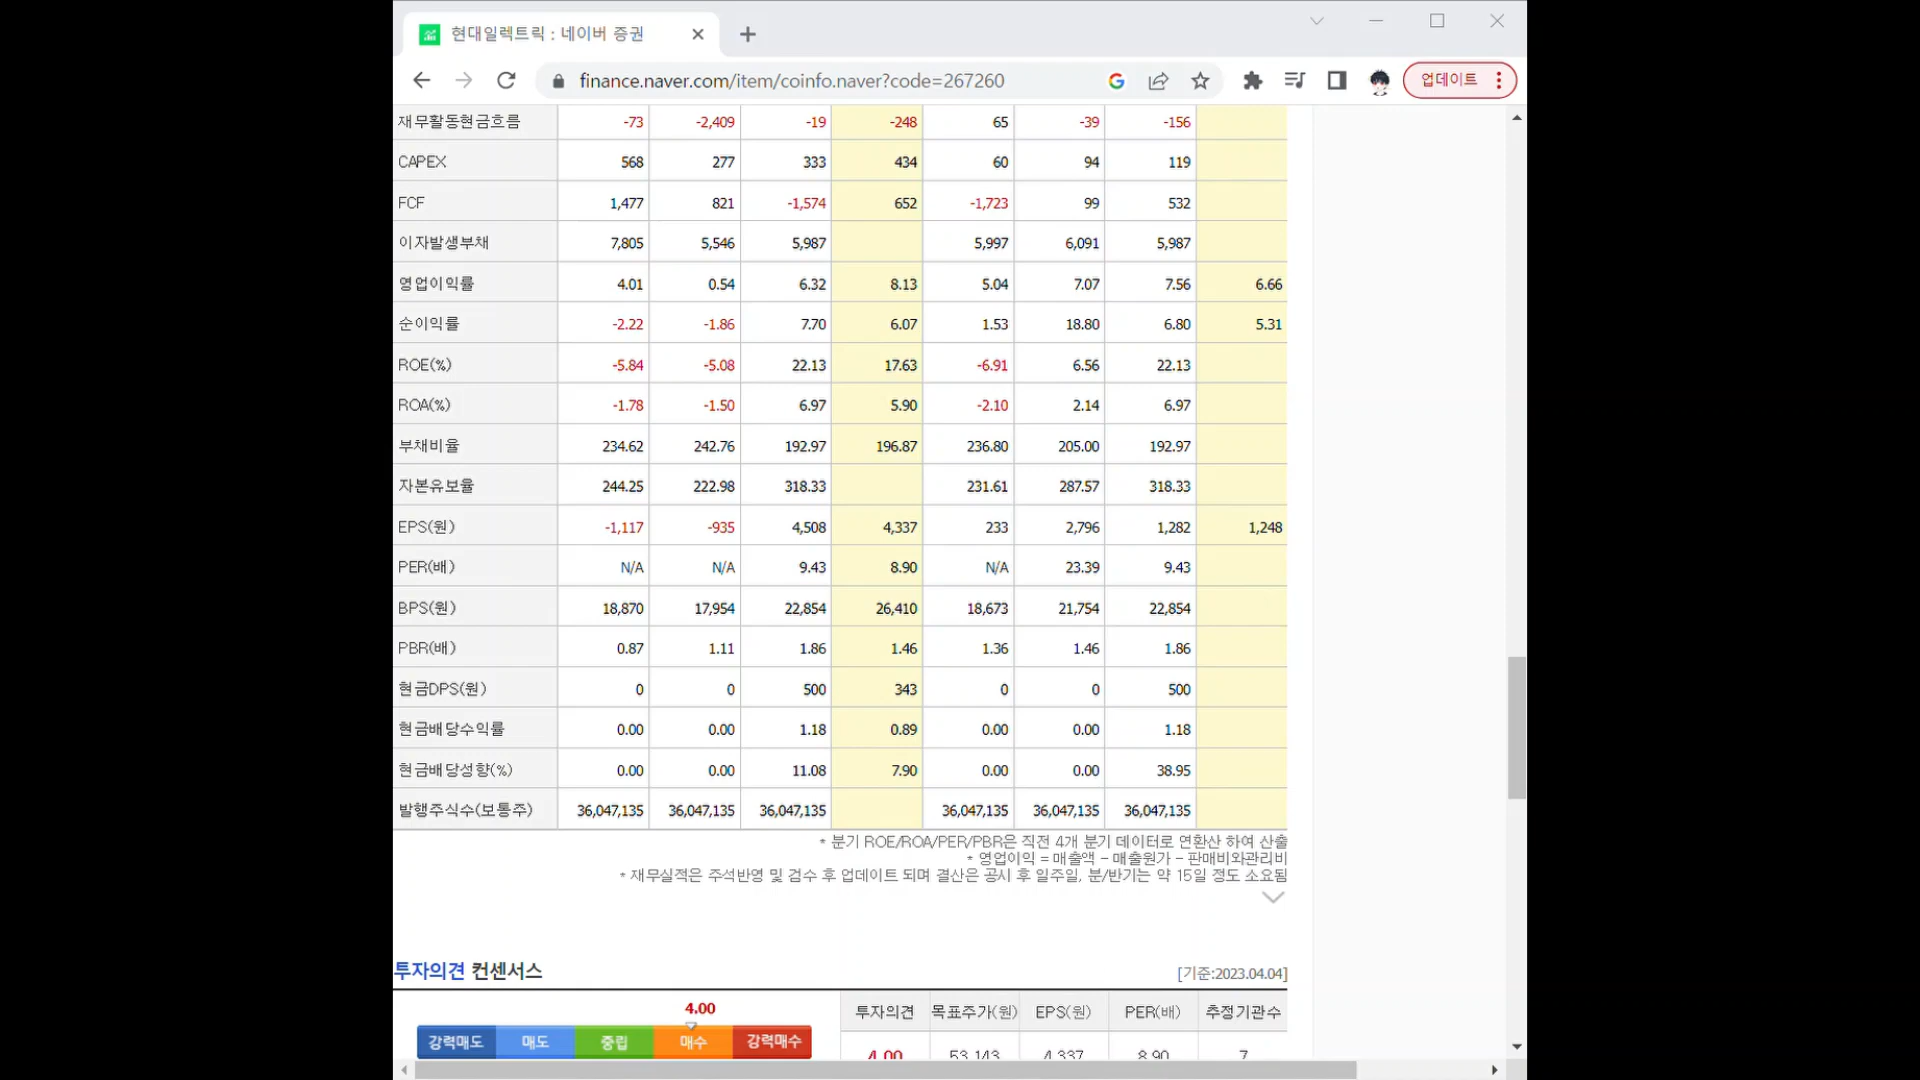 현대일렉트릭 : 네이버 증권
finance.naver.com/item/coinfo.naver?code=267260
업데이트
재무활동현금흐름 -73 -2,409 -19 -248 65 -39 -156
CAPEX 568 277 333 434 60 94 119
FCF 1,477 821 -1,574 652 -1,723 99 532
이자발생부채 7,805 5,546 5,987 5,997 6,091 5,987
영업이익률 4.01 0.54 6.32 8.13 5.04 7.07 7.56 6.66
순이익률 -2.22 -1.86 7.70 6.07 1.53 18.80 6.80 5.31
ROE(%) -5.84 -5.08 22.13 17.63 -6.91 6.56 22.13
ROA(%) -1.78 -1.50 6.97 5.90 -2.10 2.14 6.97
부채비율 234.62 242.76 192.97 196.87 236.80 205.00 192.97
자본유보율 244.25 222.98 318.33 231.61 287.57 318.33
EPS(원) -1,117 -935 4,508 4,337 233 2,796 1,282 1,248
PER(배) N/A N/A 9.43 8.90 N/A 23.39 9.43
BPS(원) 18,870 17,954 22,854 26,410 18,673 21,754 22,854
PBR(배) 0.87 1.11 1.86 1.46 1.36 1.46 1.86
현금DPS(원) 0 0 500 343 0 0 500
현금배당수익률 0.00 0.00 1.18 0.89 0.00 0.00 1.18
현금배당성향(%) 0.00 0.00 11.08 7.90 0.00 0.00 38.95
발행주식수(보통주) 36,047,135 36,047,135 36,047,135 36,047,135 36,047,135 36,047,135
* 분기 ROE/ROA/PER/PBR은 직전 4개 분기 데이터로 연환산 하여 산출
* 영업이익 = 매출액 - 매출원가 - 판매비와관리비
* 재무실적은 주석반영 및 검수 후 업데이트 되며 결산은 공시 후 일주일, 분/반기는 약 15일 정도 소요됨
투자의견 컨센서스 [기준:2023.04.04]
4.00
강력매도 매도 중립 매수 강력매수
투자의견 목표주가(원) EPS(원) PER(배) 추정기관수
4.00 53,143 4,337 8.90 7